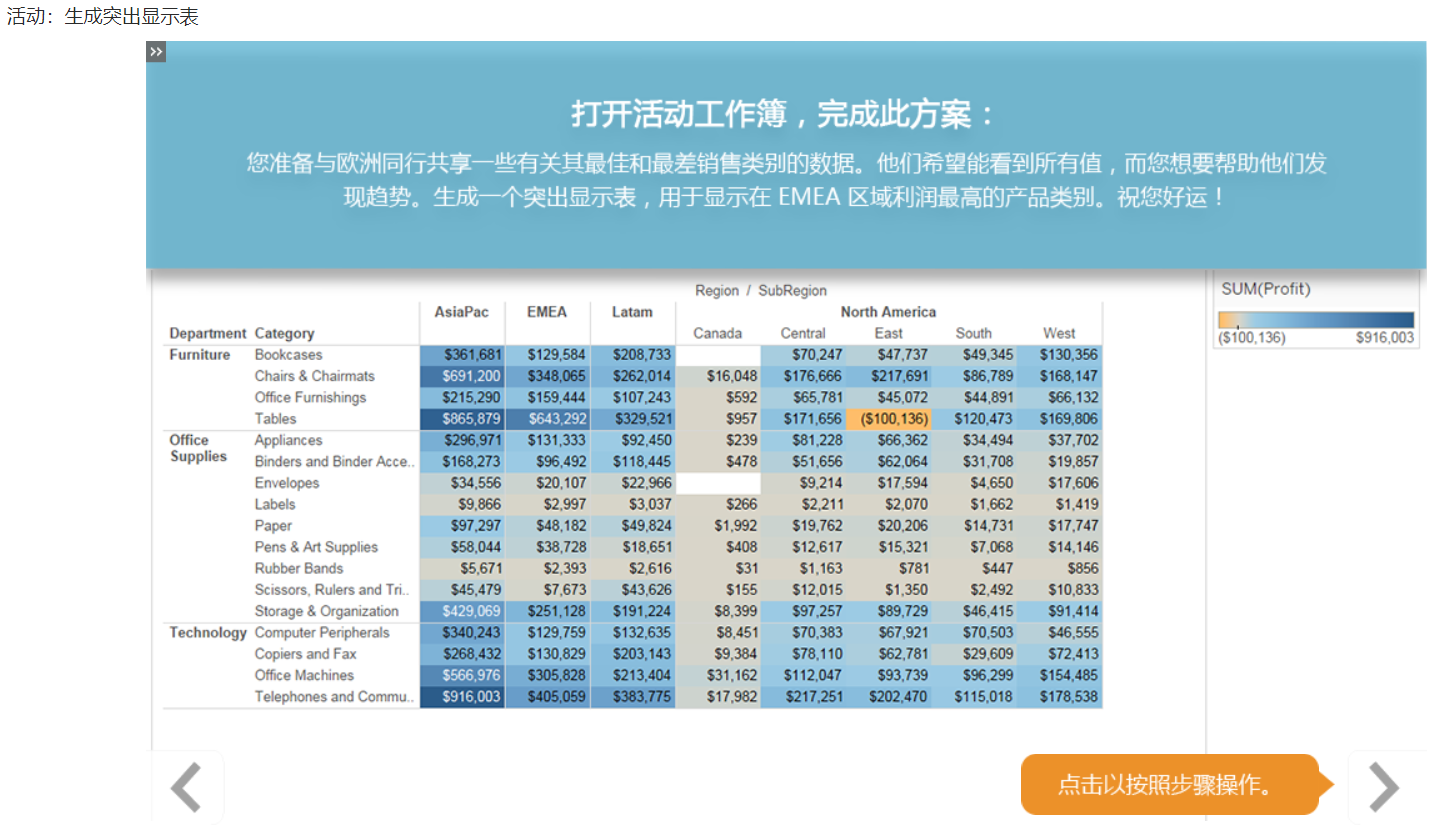 活动：生成突出显示表
>>
打开活动工作簿，完成此方案：
您准备与欧洲同行共享一些有关其最佳和最差销售类别的数据。他们希望能看到所有值，而您想要帮助他们发
现趋势。生成一个突出显示表，用于显示在 EMEA 区域利润最高的产品类别。祝您好运！
Region / SubRegion
SUM(Profit)
($100,136) $916,003
AsiaPac EMEA Latam North America
Department Category Canada Central East South West
Furniture Bookcases $361,681 $129,584 $208,733 $70,247 $47,737 $49,345 $130,356
Chairs & Chairmats $691,200 $348,065 $262,014 $16,048 $176,666 $217,691 $86,789 $168,147
Office Furnishings $215,290 $159,444 $107,243 $592 $65,781 $45,072 $44,891 $66,132
Tables $865,879 $643,292 $329,521 $957 $171,656 ($100,136) $120,473 $169,806
Office Appliances $296,971 $131,333 $92,450 $239 $81,228 $66,362 $34,494 $37,702
Supplies Binders and Binder Acce.. $168,273 $96,492 $118,445 $478 $51,656 $62,064 $31,708 $19,857
Envelopes $34,556 $20,107 $22,966 $9,214 $17,594 $4,650 $17,606
Labels $9,866 $2,997 $3,037 $266 $2,211 $2,070 $1,662 $1,419
Paper $97,297 $48,182 $49,824 $1,992 $19,762 $20,206 $14,731 $17,747
Pens & Art Supplies $58,044 $38,728 $18,651 $408 $12,617 $15,321 $7,068 $14,146
Rubber Bands $5,671 $2,393 $2,616 $31 $1,163 $781 $447 $856
Scissors, Rulers and Tri.. $45,479 $7,673 $43,626 $155 $12,015 $1,350 $2,492 $10,833
Storage & Organization $429,069 $251,128 $191,224 $8,399 $97,257 $89,729 $46,415 $91,414
Technology Computer Peripherals $340,243 $129,759 $132,635 $8,451 $70,383 $67,921 $70,503 $46,555
Copiers and Fax $268,432 $130,829 $203,143 $9,384 $78,110 $62,781 $29,609 $72,413
Office Machines $566,976 $305,828 $213,404 $31,162 $112,047 $93,739 $96,299 $154,485
Telephones and Commu.. $916,003 $405,059 $383,775 $17,982 $217,251 $202,470 $115,018 $178,538
点击以按照步骤操作。